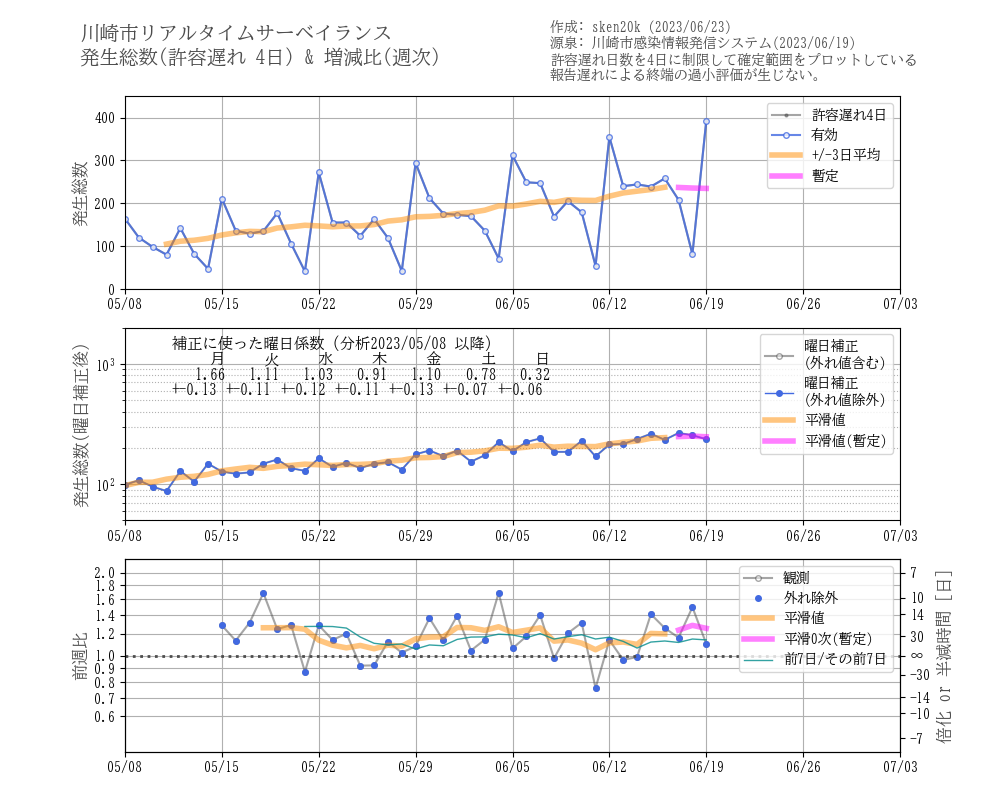 川崎市リアルタイムサーベイランス
発生総数(許容遅れ 4日) & 増減比(週次)
作成: sken20k (2023/06/23)
源泉: 川崎市感染情報発信システム(2023/06/19)
許容遅れ日数を4日に制限して確定範囲をプロットしている
報告遅れによる終端の過小評価が生じない。
発生総数
400
300
200
100
0
許容遅れ4日
有効
+/-3日平均
暫定
05/08 05/15 05/22 05/29 06/05 06/12 06/19 06/26 07/03
発生総数(曜日補正後)
10³
10²
補正に使った曜日係数 (分析2023/05/08 以降)
月 火 水 木 金 土 日
1.66 1.11 1.03 0.91 1.10 0.78 0.32
+-0.13 +-0.11 +-0.12 +-0.11 +-0.13 +-0.07 +-0.06
曜日補正
(外れ値含む)
曜日補正
(外れ値除外)
平滑値
平滑値(暫定)
05/08 05/15 05/22 05/29 06/05 06/12 06/19 06/26 07/03
前週比
2.0
1.8
1.6
1.4
1.2
1.0
0.9
0.8
0.7
0.6
観測
外れ除外
平滑値
平滑0次(暫定)
前7日/その前7日
7
10
14
30
∞
-30
-14
-10
-7
倍化 or 半減時間 [日]
05/08 05/15 05/22 05/29 06/05 06/12 06/19 06/26 07/03